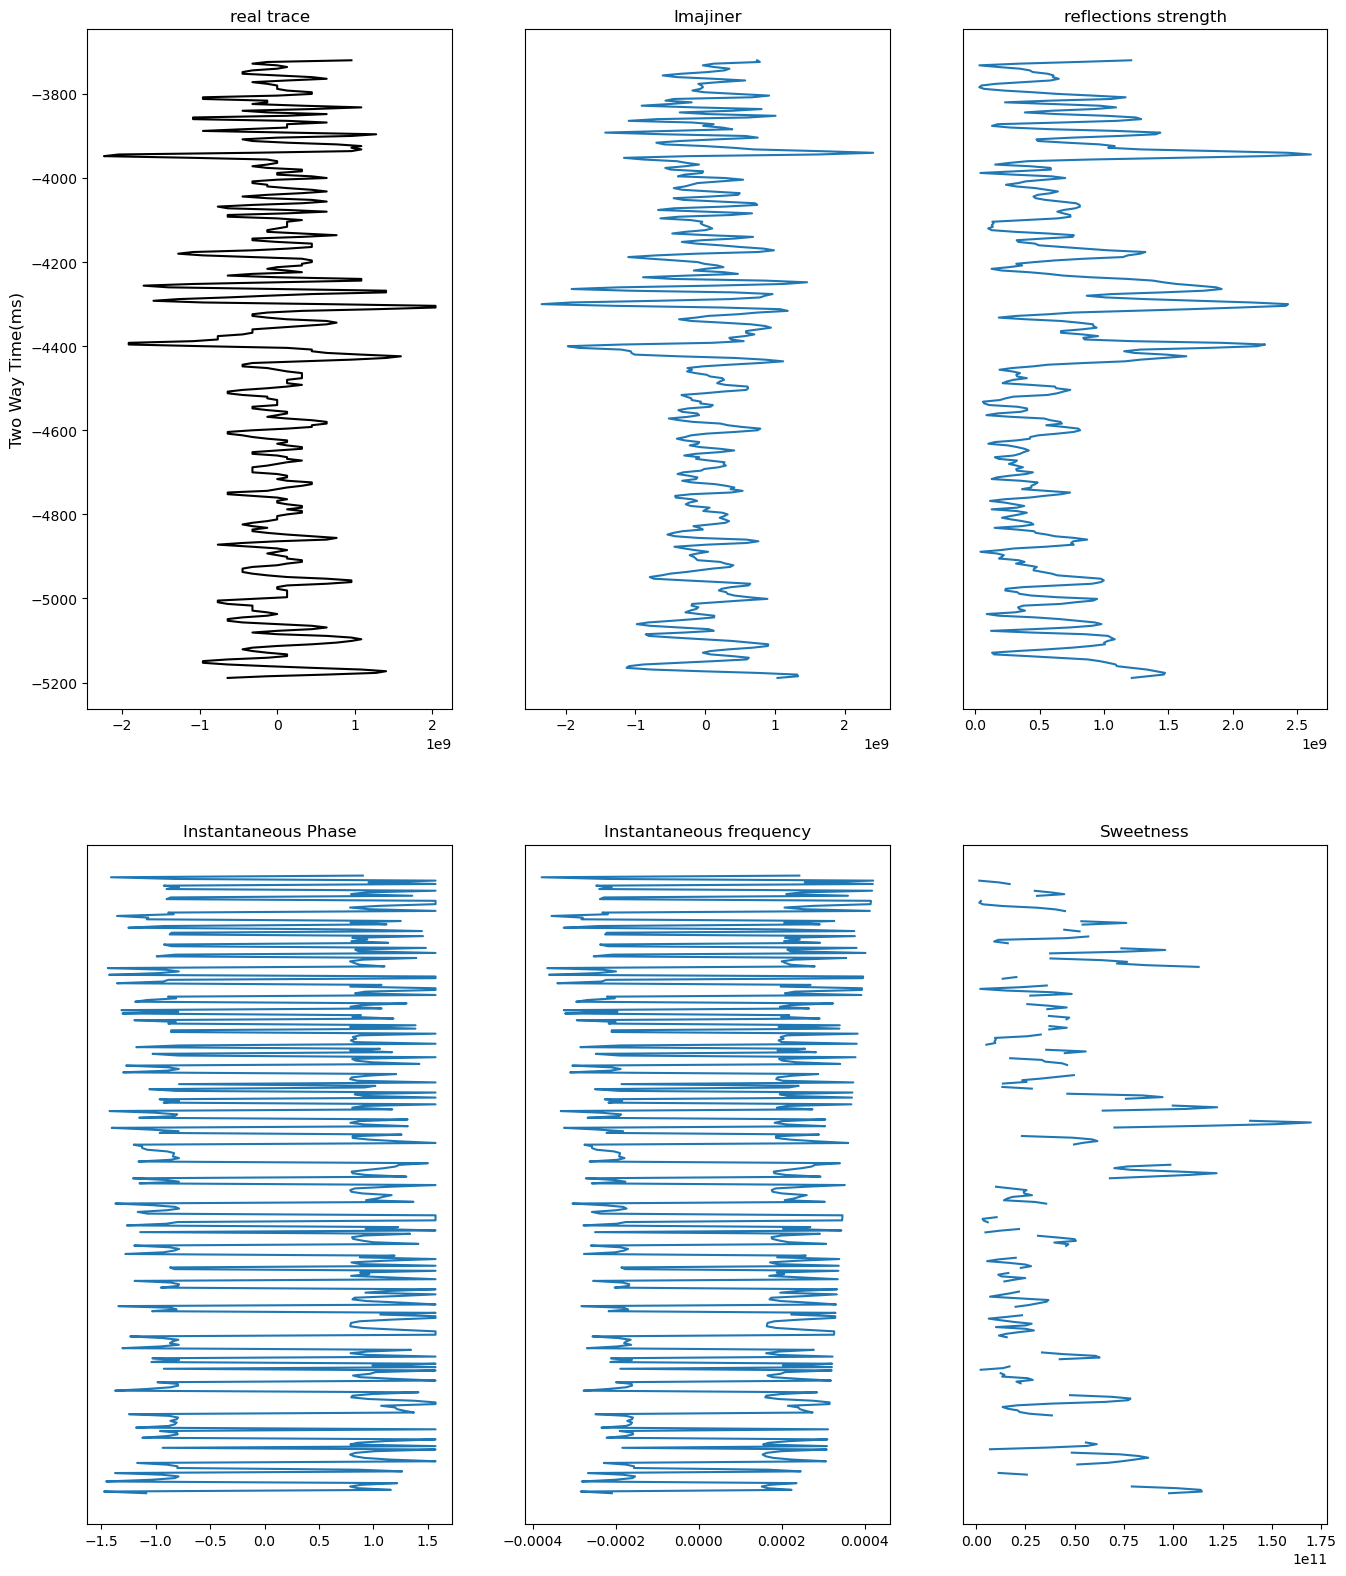 real trace
Imajiner
reflections strength
Two Way Time(ms)
−3800
−4000
−4200
−4400
−4600
−4800
−5000
−5200
−2 −1 0 1 2
1e9
−2 −1 0 1 2
1e9
0.0 0.5 1.0 1.5 2.0 2.5
1e9
Instantaneous Phase
Instantaneous frequency
Sweetness
−1.5 −1.0 −0.5 0.0 0.5 1.0 1.5
−0.0004 −0.0002 0.0000 0.0002 0.0004
0.00 0.25 0.50 0.75 1.00 1.25 1.50 1.75
1e11